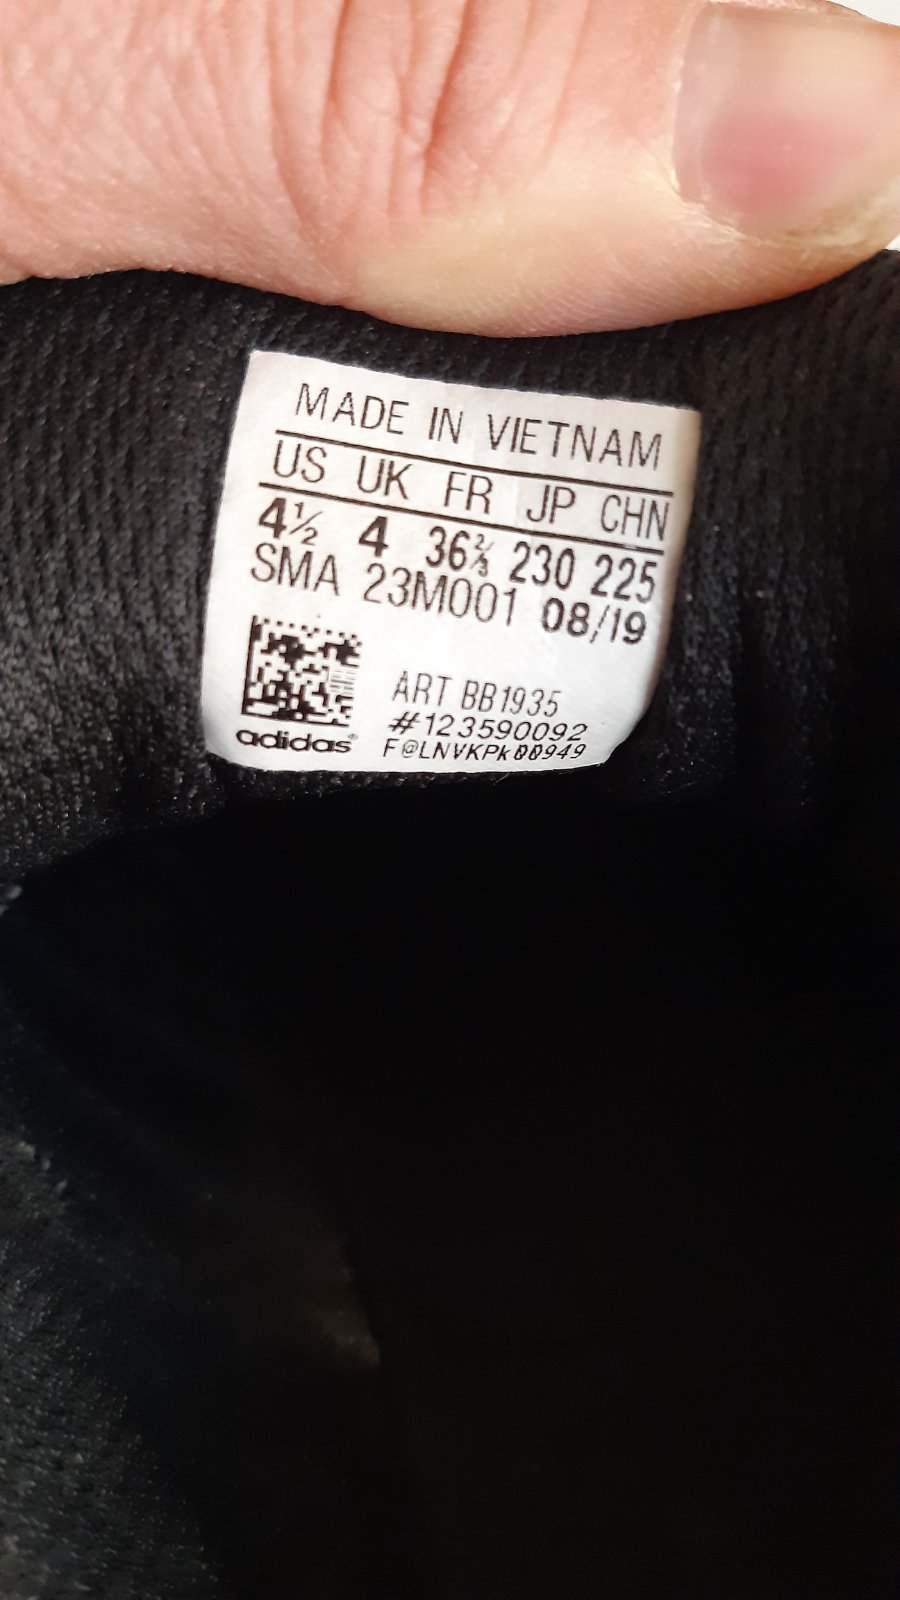 MADE IN VIETNAM
US UK FR JP CHN
4½ 4 36⅔ 230 225
SMA 23M001 08/19
ART BB1935
#123590092
adidas®
F@LNVKPk00949